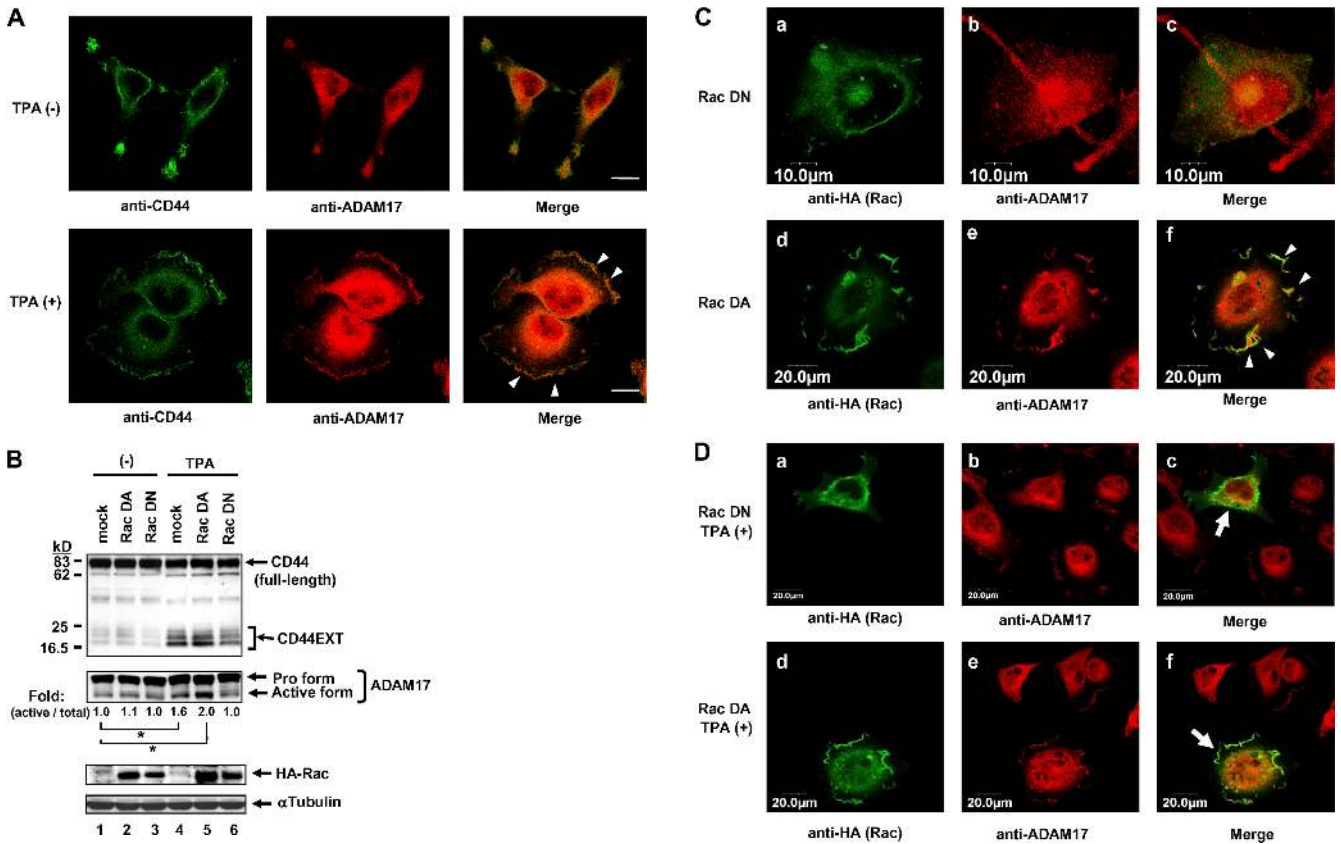 A
TPA (-)
anti-CD44 anti-ADAM17 Merge
TPA (+)
anti-CD44 anti-ADAM17 Merge
B
(-) TPA
mock Rac DA Rac DN mock Rac DA Rac DN
kD
83
62
25
16.5
CD44
(full-length)
CD44EXT
Pro form
Active form
ADAM17
Fold:
(active / total)
1.0 1.1 1.0 1.6 2.0 1.0
*
*
HA-Rac
αTubulin
1 2 3 4 5 6
C
Rac DN
a b c
10.0µm 10.0µm 10.0µm
anti-HA (Rac) anti-ADAM17 Merge
Rac DA
d e f
20.0µm 20.0µm 20.0µm
anti-HA (Rac) anti-ADAM17 Merge
D
Rac DN
TPA (+)
a b c
20.0µm 20.0µm 20.0µm
anti-HA (Rac) anti-ADAM17 Merge
Rac DA
TPA (+)
d e f
20.0µm 20.0µm 20.0µm
anti-HA (Rac) anti-ADAM17 Merge